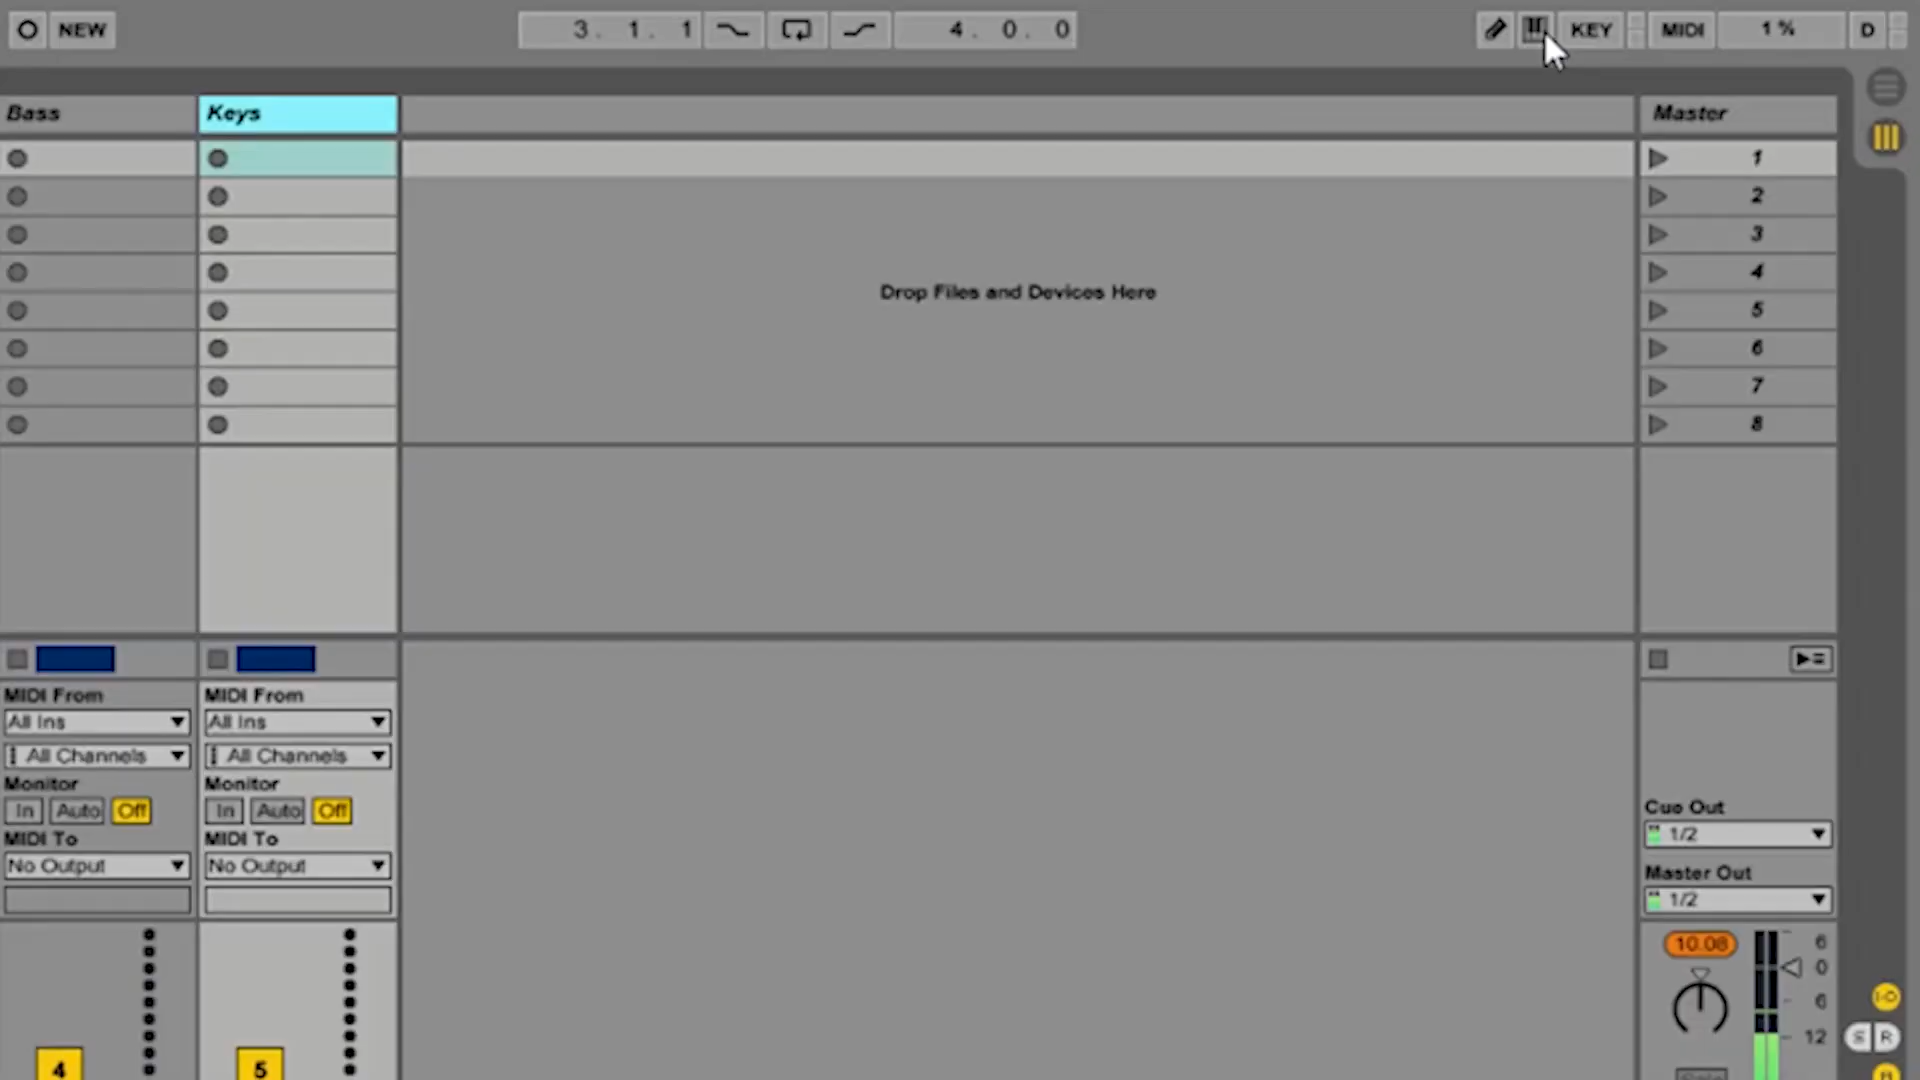 NEW 3. 1. 1 4. 0. 0 KEY MIDI 1 % D
Bass Keys Master
1
2
3
4
5
6
7
8
Drop Files and Devices Here
MIDI From MIDI From
All Ins All Ins
All Channels All Channels
Monitor Monitor
In Auto Off In Auto Off
MIDI To MIDI To
No Output No Output
Cue Out
1/2
Master Out
1/2
10.08
6
0
6
12
I-O
S R
4 5